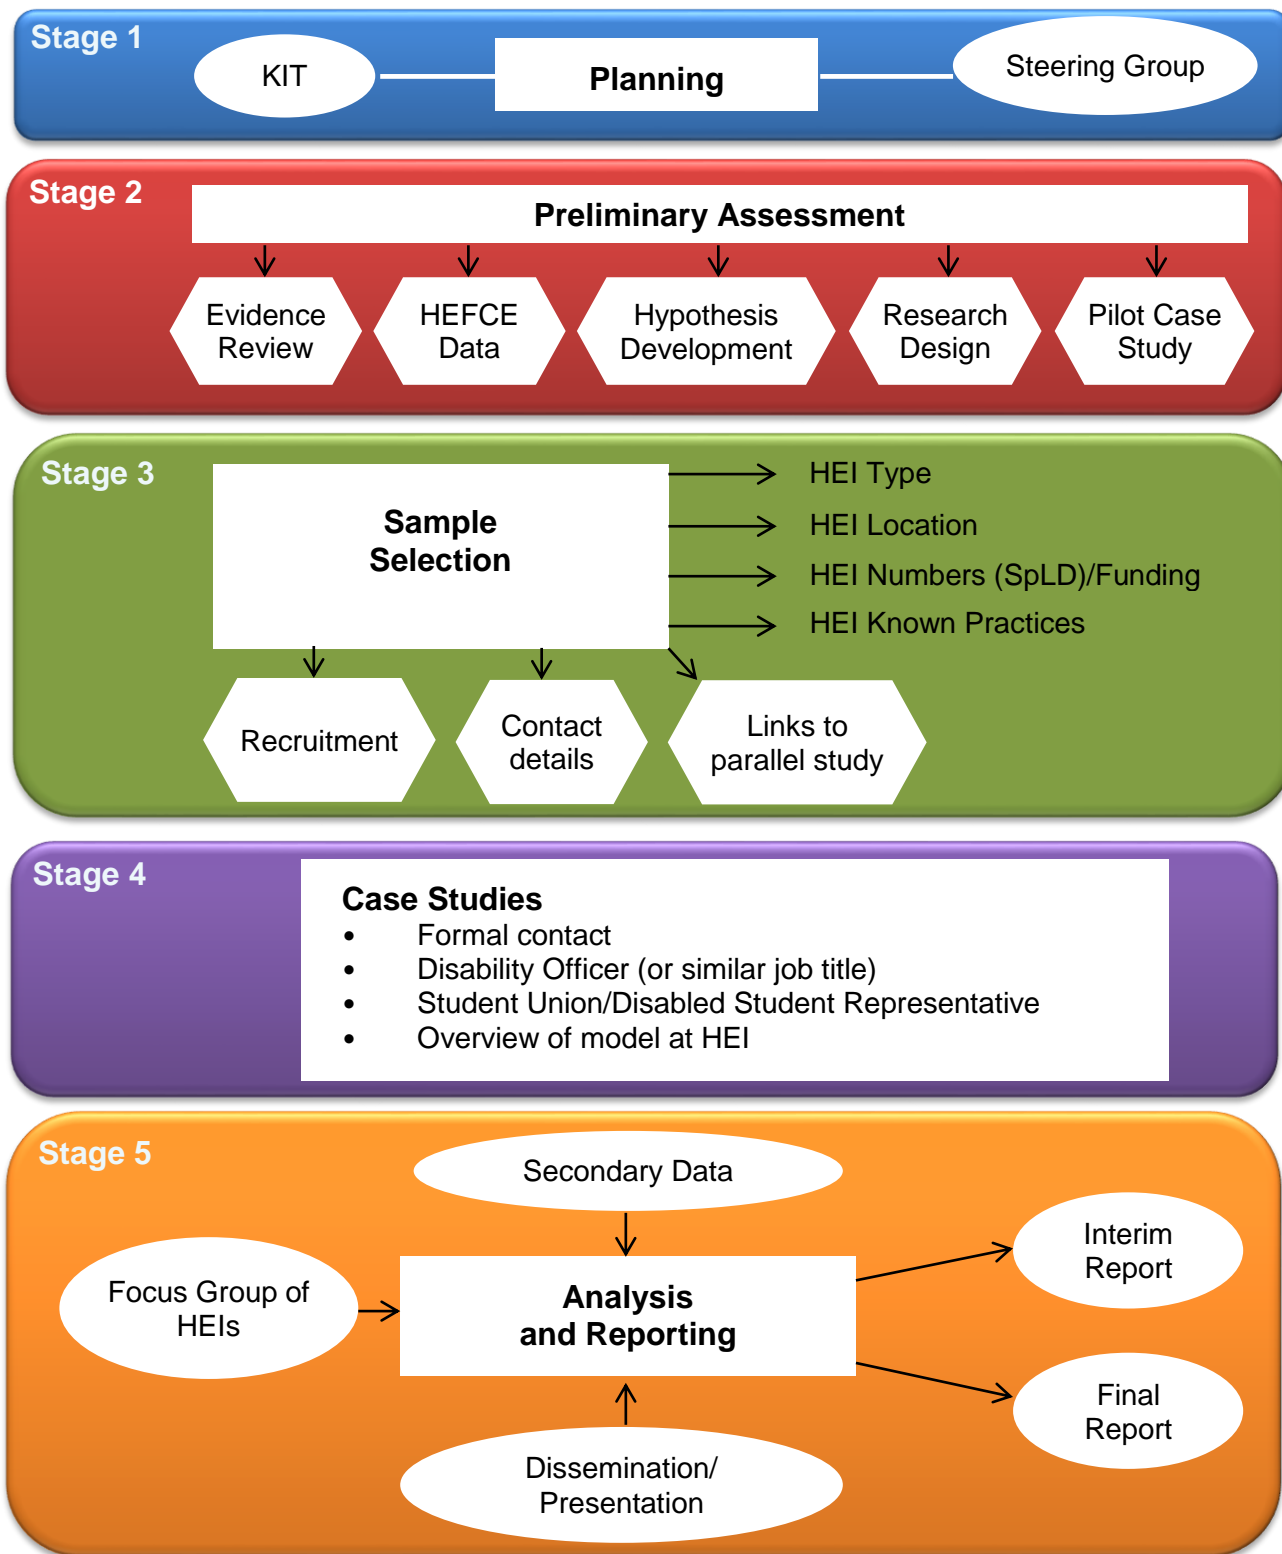 Stage 1
KIT
Planning
Steering Group
Stage 2
Preliminary Assessment
Evidence
Review
HEFCE
Data
Hypothesis
Development
Research
Design
Pilot Case
Study
Stage 3
Sample
Selection
HEI Type
HEI Location
HEI Numbers (SpLD)/Funding
HEI Known Practices
Recruitment
Contact
details
Links to
parallel study
Stage 4
Case Studies
• Formal contact
• Disability Officer (or similar job title)
• Student Union/Disabled Student Representative
• Overview of model at HEI
Stage 5
Secondary Data
Focus Group of
HEIs
Analysis
and Reporting
Interim
Report
Final
Report
Dissemination/
Presentation